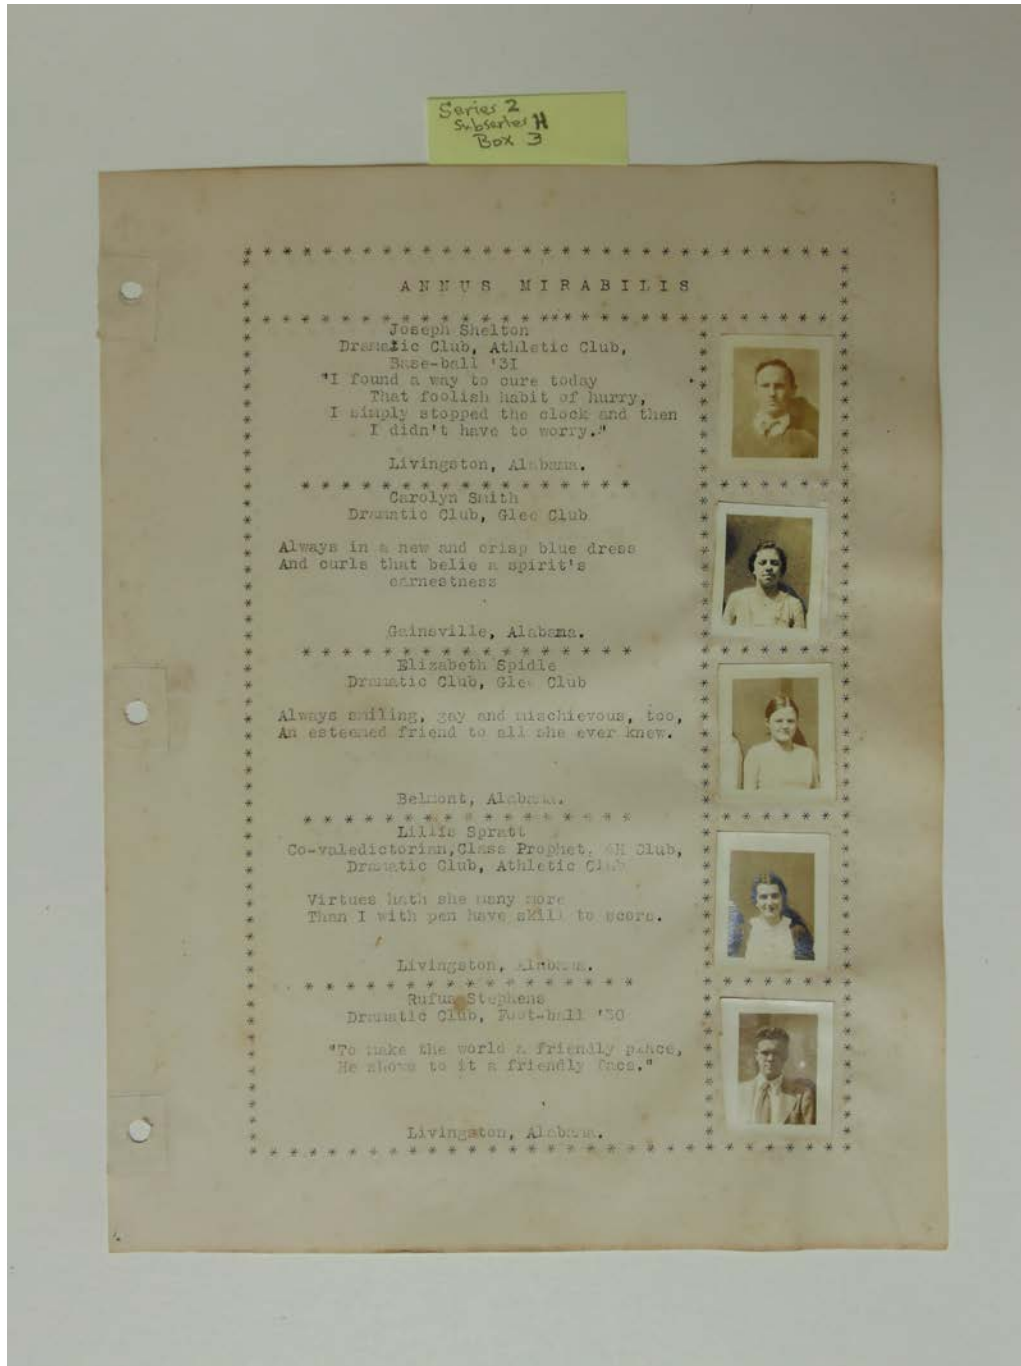 Series 2
Subseries H
Box 3
ANNUS MIRABILIS
Joseph Shelton
Dramatic Club, Athletic Club,
Base-ball '31
"I found a way to cure today
That foolish habit of hurry,
I simply stopped the clock and then
I didn't have to worry."
Livingston, Alabama.
Carolyn Smith
Dramatic Club, Glee Club
Always in a new and crisp blue dress
And curls that belie a spirit's
earnestness
Gainsville, Alabama.
Elizabeth Spidle
Dramatic Club, Glee Club
Always smiling, gay and mischievous, too,
An esteemed friend to all she ever knew.
Belmont, Alabama.
Spratt
Co-valedictorian,Class Prophet, 4H Club,
Dramatic Club, Athletic Club
Virtues hath she many more
Than I with pen have skill to score.
Livingston, Alabama.
Rufus Stephens
Dramatic Club, Foot-ball '30
"To make the world a friendly
He shows to it a friendly face."
Livingston, Alabama.